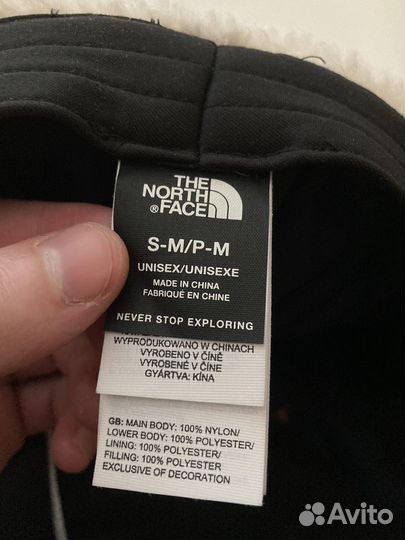 THE
NORTH
®FACE
S-M/P-M
UNISEX/UNISEXE
MADE IN CHINA
FABRIQUÉ EN CHINE
NEVER STOP EXPLORING
WYPRODUKOWANO W CHINACH
VYROBENO V ČÍNĚ
VYROBENÉ V ČÍNE
GYÁRTVA: KÍNA
GB: MAIN BODY: 100% NYLON/
LOWER BODY: 100% POLYESTER/
LINING: 100% POLYESTER/
FILLING: 100% POLYESTER
EXCLUSIVE OF DECORATION
Avito